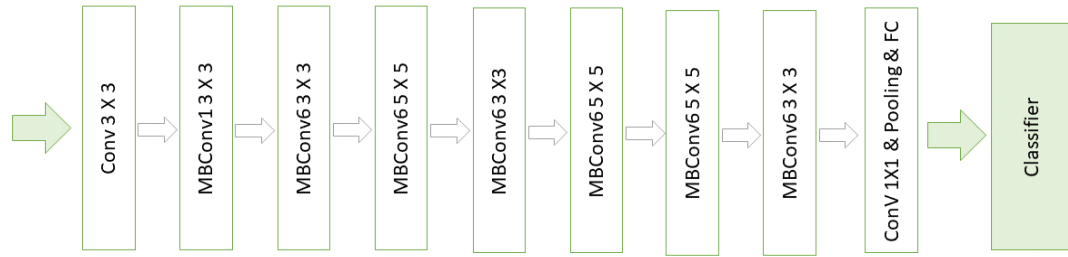 Conv 3 X 3
MBConv1 3 X 3
MBConv6 3 X 3
MBConv6 5 X 5
MBConv6 3 X3
MBConv6 5 X 5
MBConv6 5 X 5
MBConv6 3 X 3
ConV 1X1 & Pooling & FC
Classifier